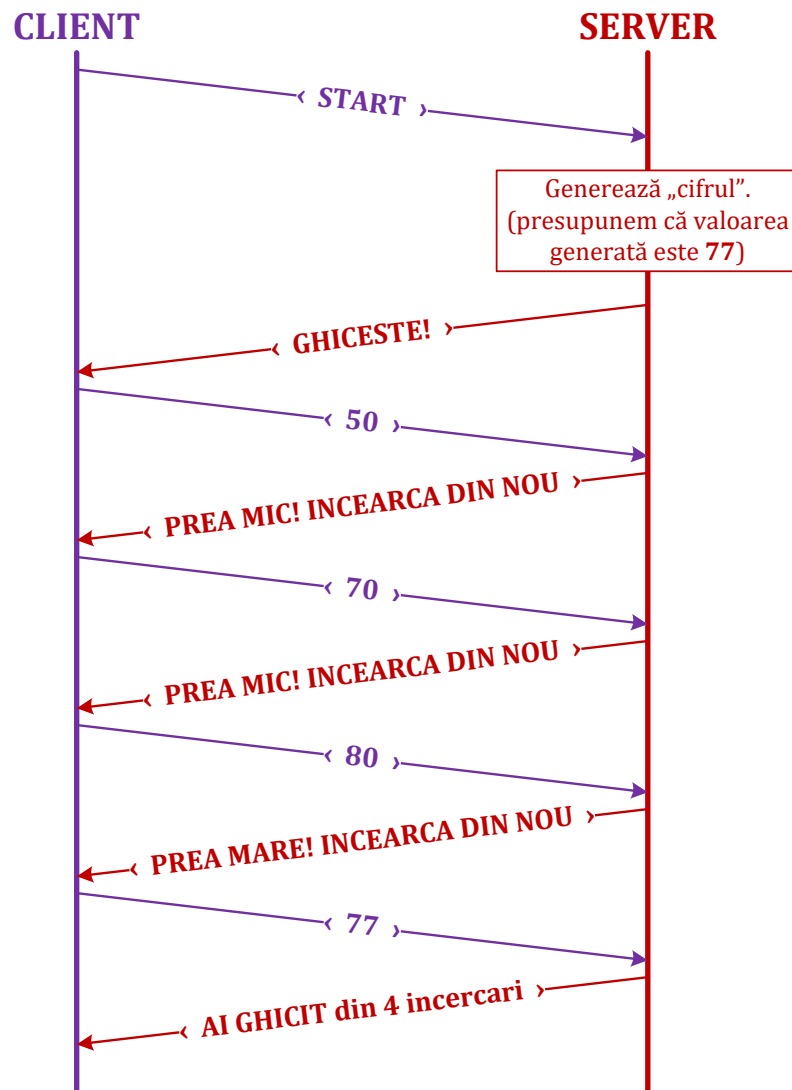 CLIENT
SERVER
‹ START ›
Generează „cifrul”.
(presupunem că valoarea
generată este 77)
‹ GHICESTE! ›
‹ 50 ›
‹ PREA MIC! INCEARCA DIN NOU ›
‹ 70 ›
‹ PREA MIC! INCEARCA DIN NOU ›
‹ 80 ›
‹ PREA MARE! INCEARCA DIN NOU ›
‹ 77 ›
‹ AI GHICIT din 4 incercari ›